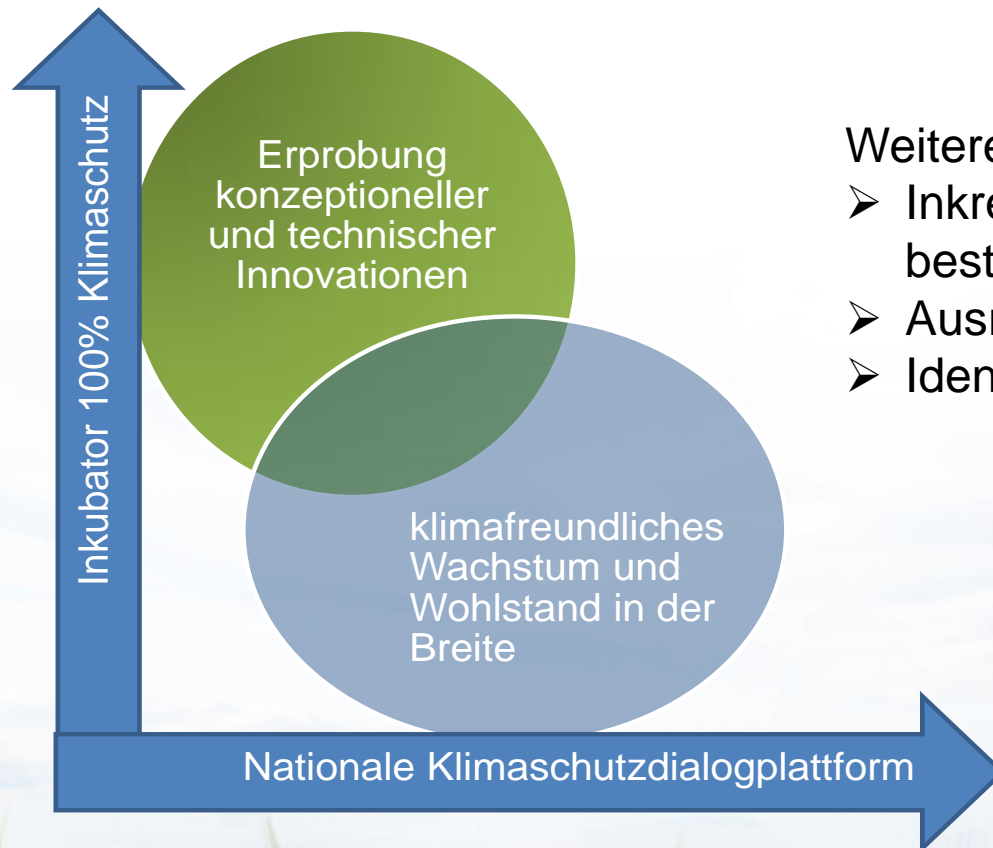 Inkubator 100% Klimaschutz
Erprobung
konzeptioneller
und technischer
Innovationen
klimafreundliches
Wachstum und
Wohlstand in der
Breite
Nationale Klimaschutzdialogplattform
Weitere
➢ Inkre
best
➢ Aus
➢ Iden